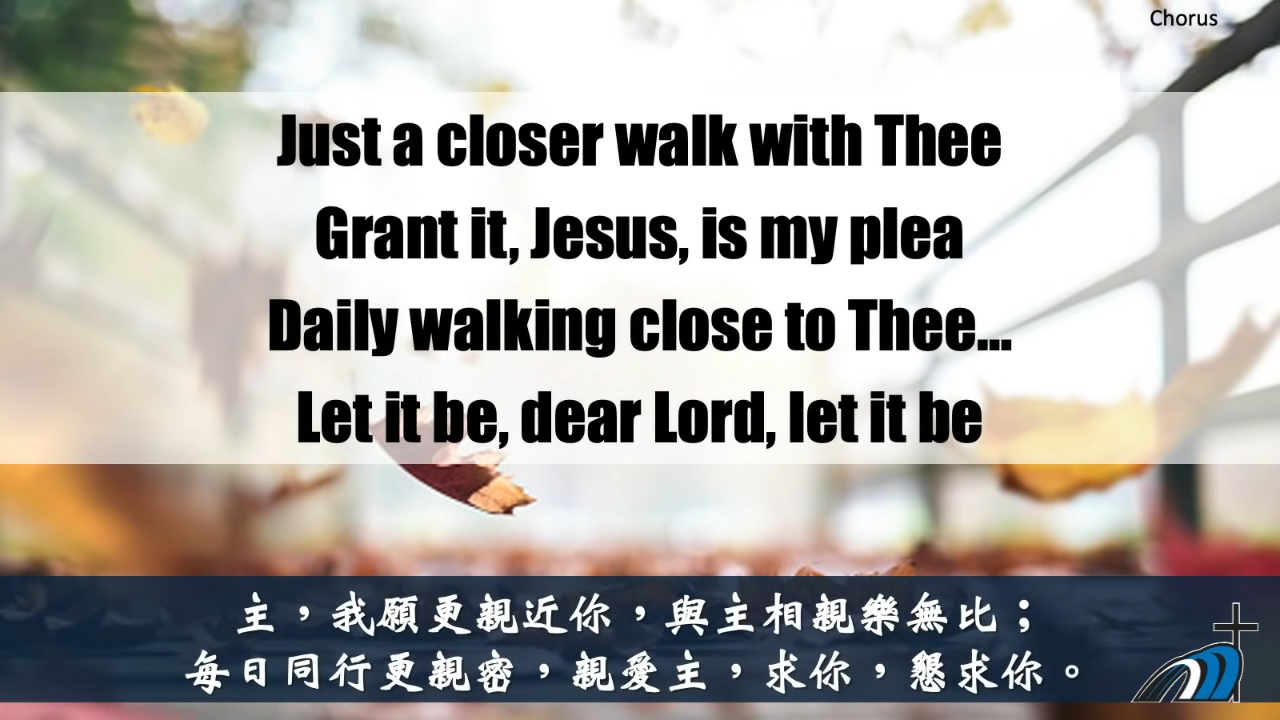 Chorus
Just a closer walk with Thee
Grant it, Jesus, is my plea
Daily walking close to Thee...
Let it be, dear Lord, let it be
主，我願更親近你，與主相親樂無比；
每日同行更親密，親愛主，求你，懇求你。